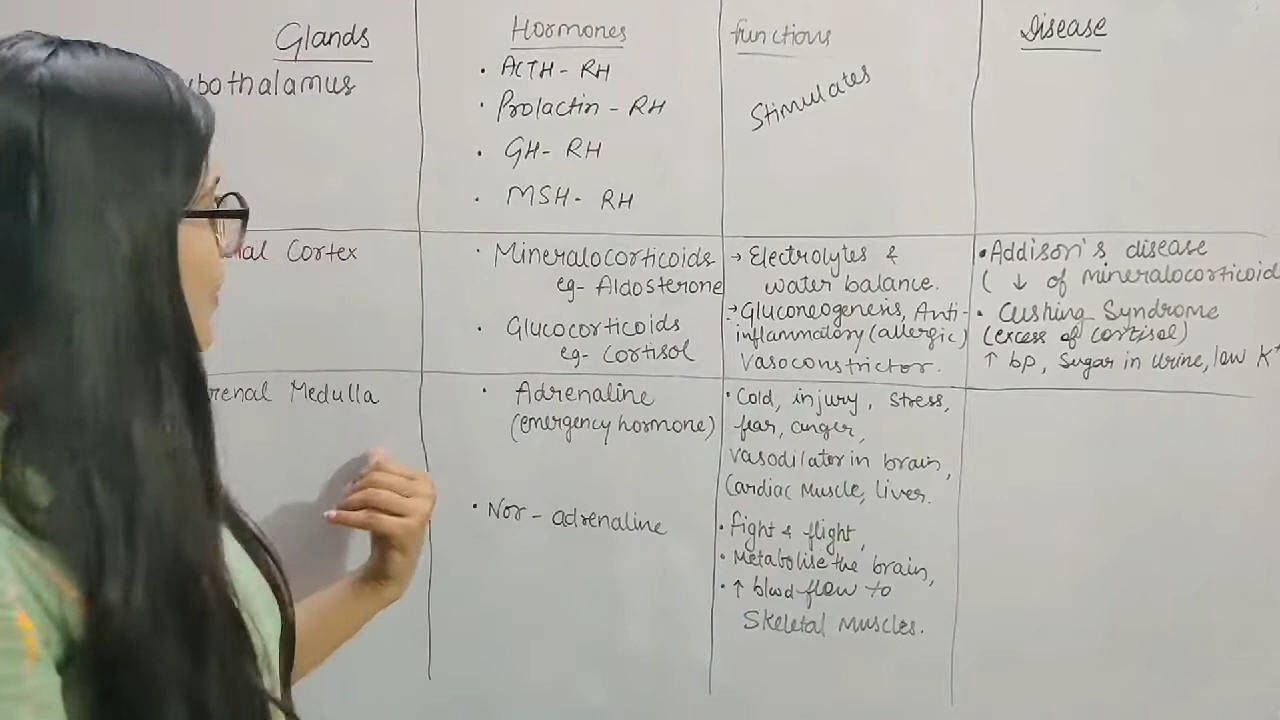 Glands
Hormones
functions
Disease
ypothalamus
• ACTH - RH
• Prolactin - RH
• GH - RH
• MSH - RH
Stimulates
nal Cortex
• Mineralocorticoids
eg - Aldosterone
• Glucocorticoids
eg - Cortisol
→ Electrolytes &
water balance.
→ Gluconeogenesis, Anti-
inflammatory (allergic)
Vasoconstrictor.
• Addison's disease
( ↓ of mineralocorticoid
• Cushing Syndrome
(excess of cortisol)
↑ bp, Sugar in urine, low K+
renal Medulla
• Adrenaline
(emergency hormone)
• Nor - adrenaline
• Cold, injury, stress,
fear, anger,
vasodilator in brain,
Cardiac Muscle, liver.
• fight & flight,
• Metabolise the brain,
• ↑ blood flow to
Skeletal Muscles.